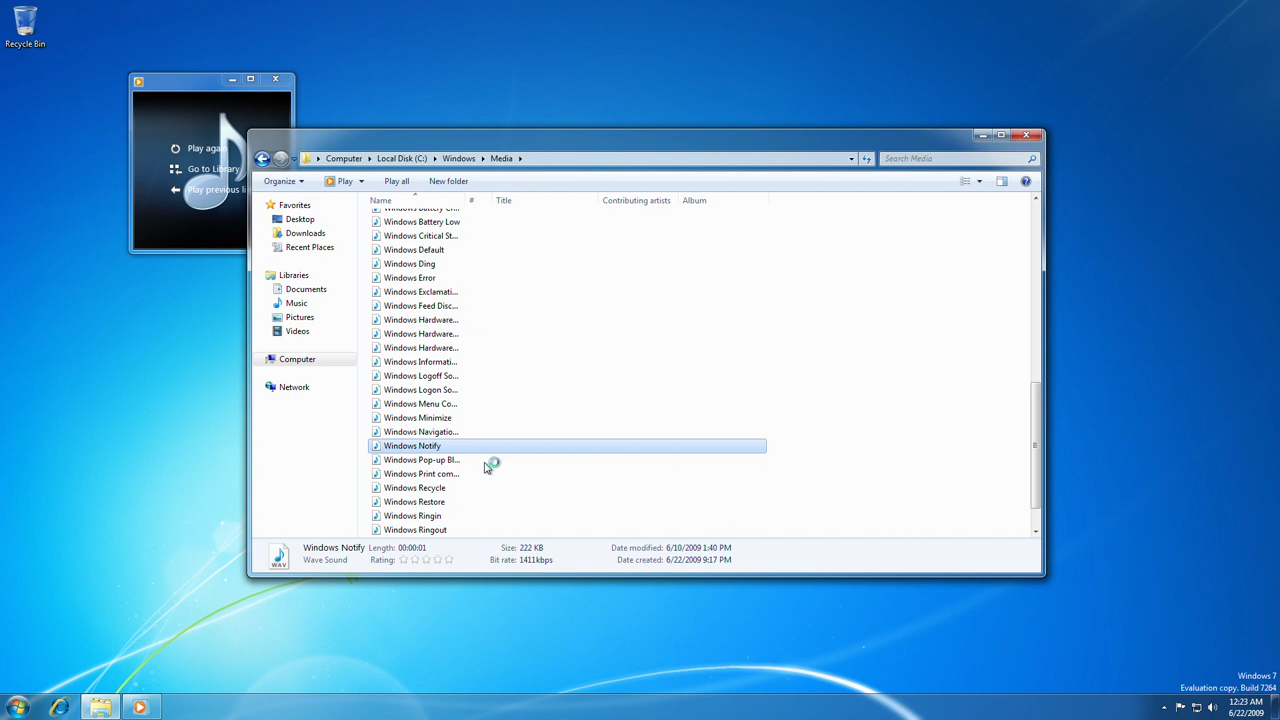 Recycle Bin
Play again
Go to Library
Play previous li
Computer Local Disk (C:) Windows Media
Search Media
Organize Play Play all New folder
Name # Title Contributing artists Album
Favorites
Desktop
Downloads
Recent Places
Libraries
Documents
Music
Pictures
Videos
Computer
Network
Windows Battery Cr...
Windows Battery Low
Windows Critical St...
Windows Default
Windows Ding
Windows Error
Windows Exclamati...
Windows Feed Disc...
Windows Hardware...
Windows Hardware...
Windows Hardware...
Windows Informati...
Windows Logoff So...
Windows Logon So...
Windows Menu Co...
Windows Minimize
Windows Navigatio...
Windows Notify
Windows Pop-up Bl...
Windows Print com...
Windows Recycle
Windows Restore
Windows Ringin
Windows Ringout
Windows Notify Length: 00:00:01 Size: 222 KB Date modified: 6/10/2009 1:40 PM
Wave Sound Rating: Bit rate: 1411kbps Date created: 6/22/2009 9:17 PM
WAV
Windows 7
Evaluation copy. Build 7264
12:23 AM
6/22/2009